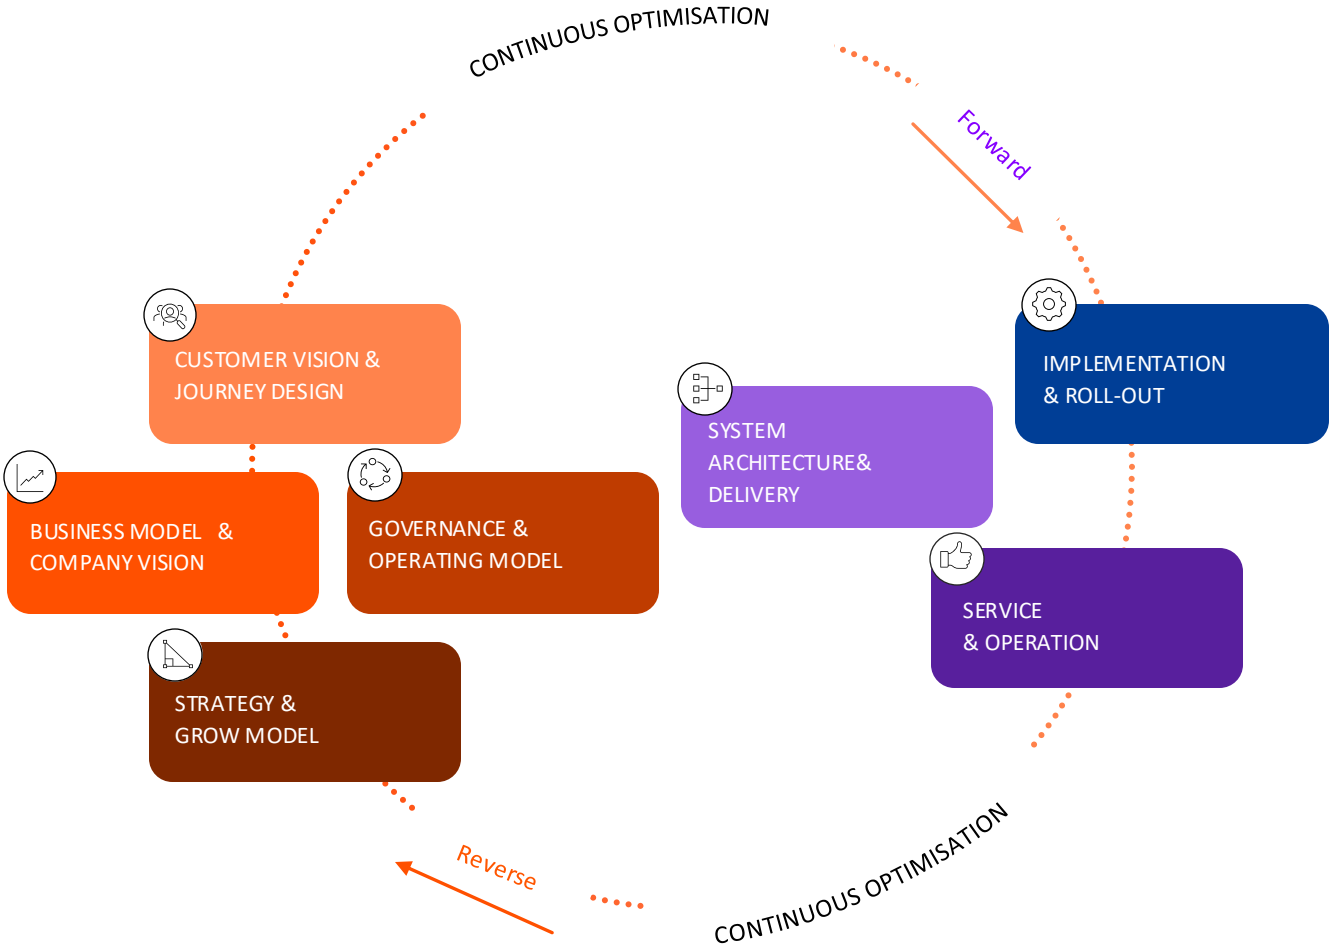 CONTINUOUS OPTIMISATION
Forward
CUSTOMER VISION &
JOURNEY DESIGN
IMPLEMENTATION
& ROLL-OUT
SYSTEM
ARCHITECTURE&
DELIVERY
BUSINESS MODEL &
COMPANY VISION
GOVERNANCE &
OPERATING MODEL
SERVICE
& OPERATION
STRATEGY &
GROW MODEL
Reverse
CONTINUOUS OPTIMISATION